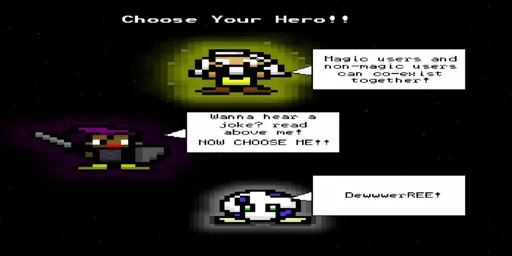 Choose Your Hero!!
Magic users and
non-magic users
can co-exist
together!
Wanna hear a
joke? read
above me!
NOW CHOOSE ME!!
DewwwerREE!